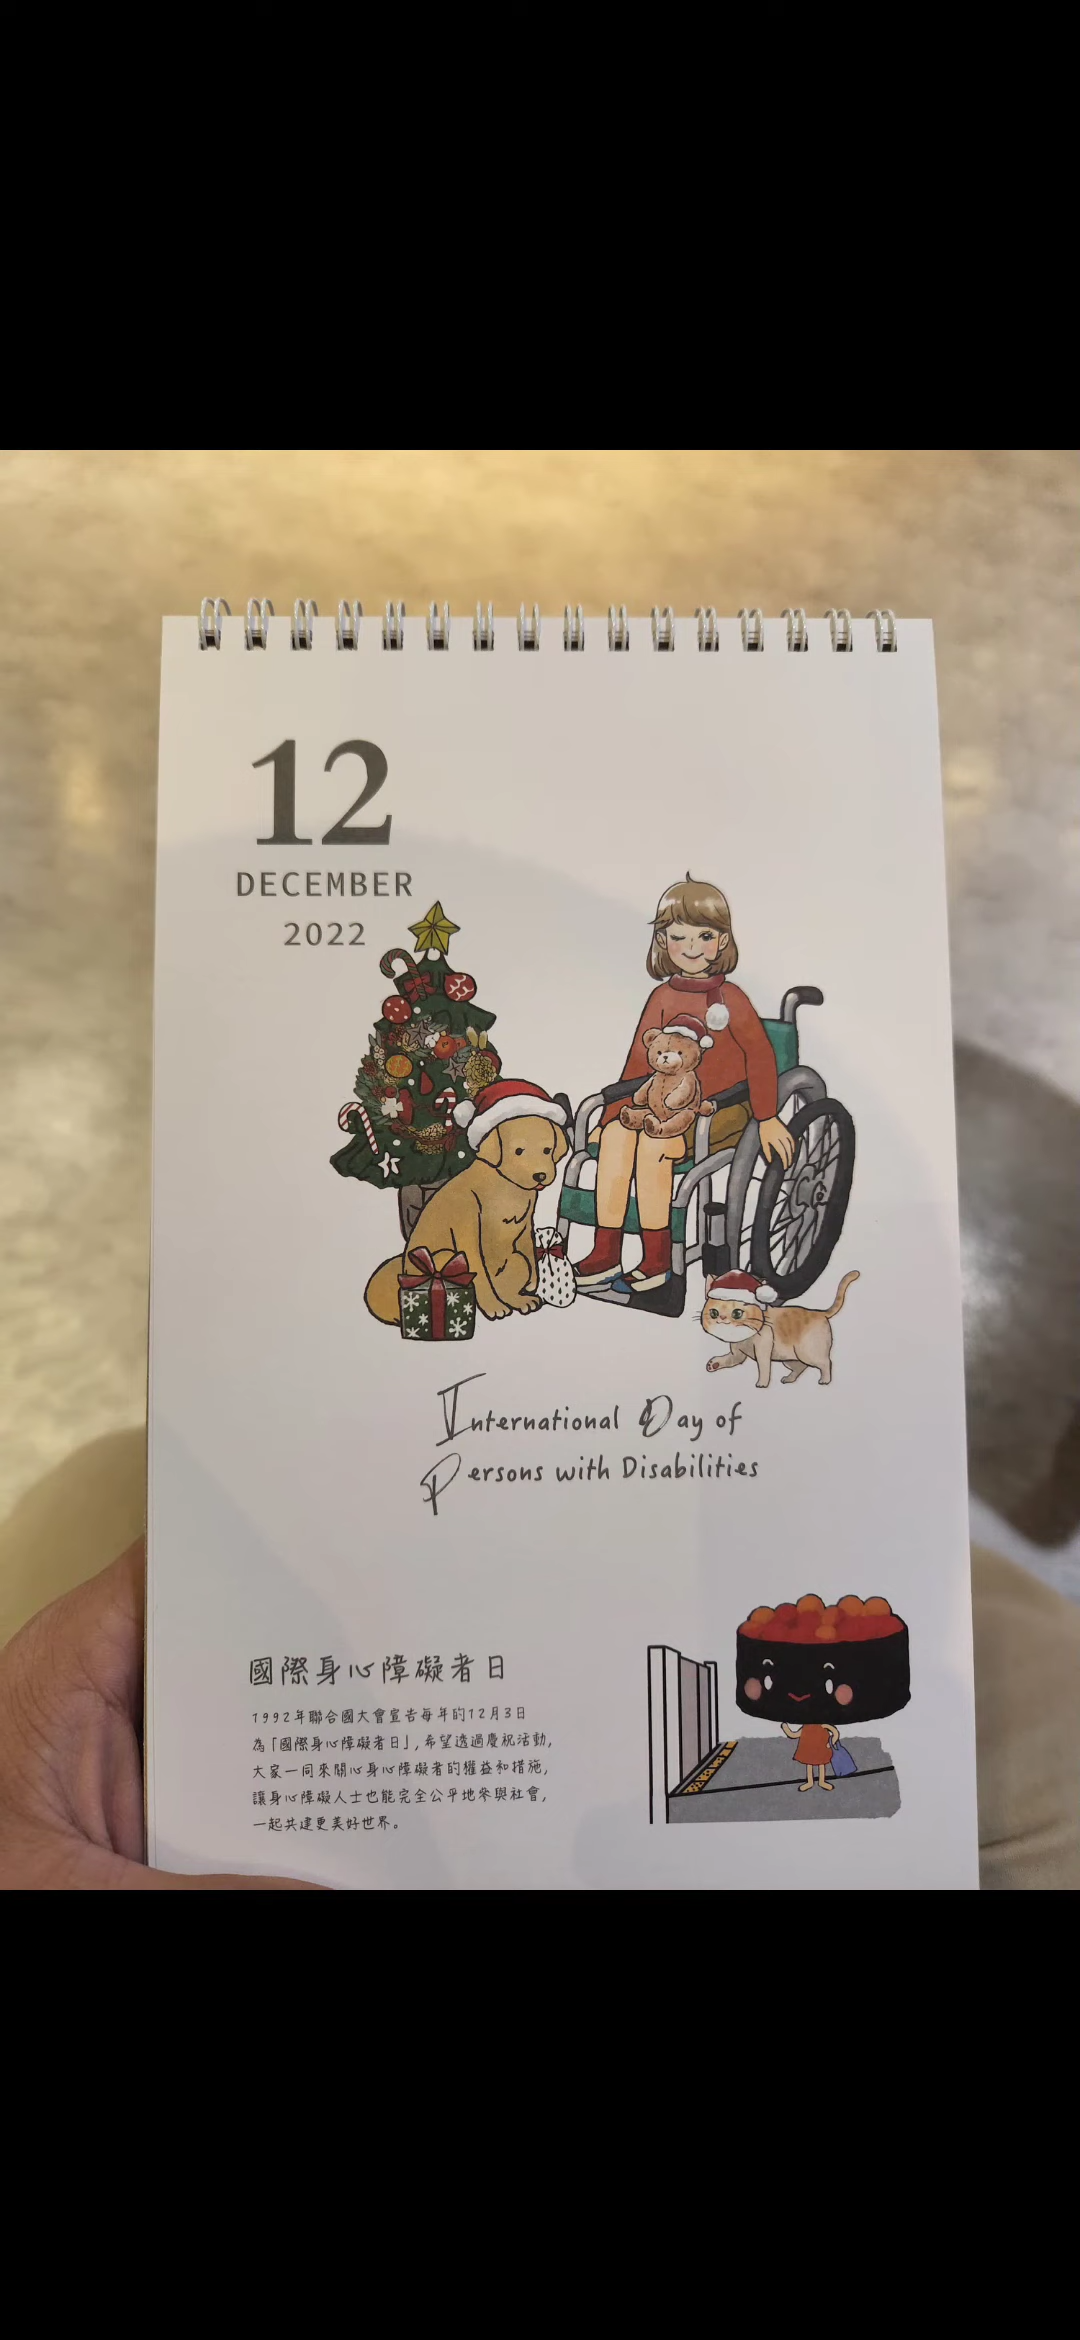 12
DECEMBER
2022
International Day of
Persons with Disabilities
國際身心障礙者日
1992年聯合國大會宣告每年的12月3日
為「國際身心障礙者日」,希望透過慶祝活動,
大家一同來關心身心障礙者的權益和措施,
讓身心障礙人士也能完全公平地參與社會,
一起共建更美好世界。